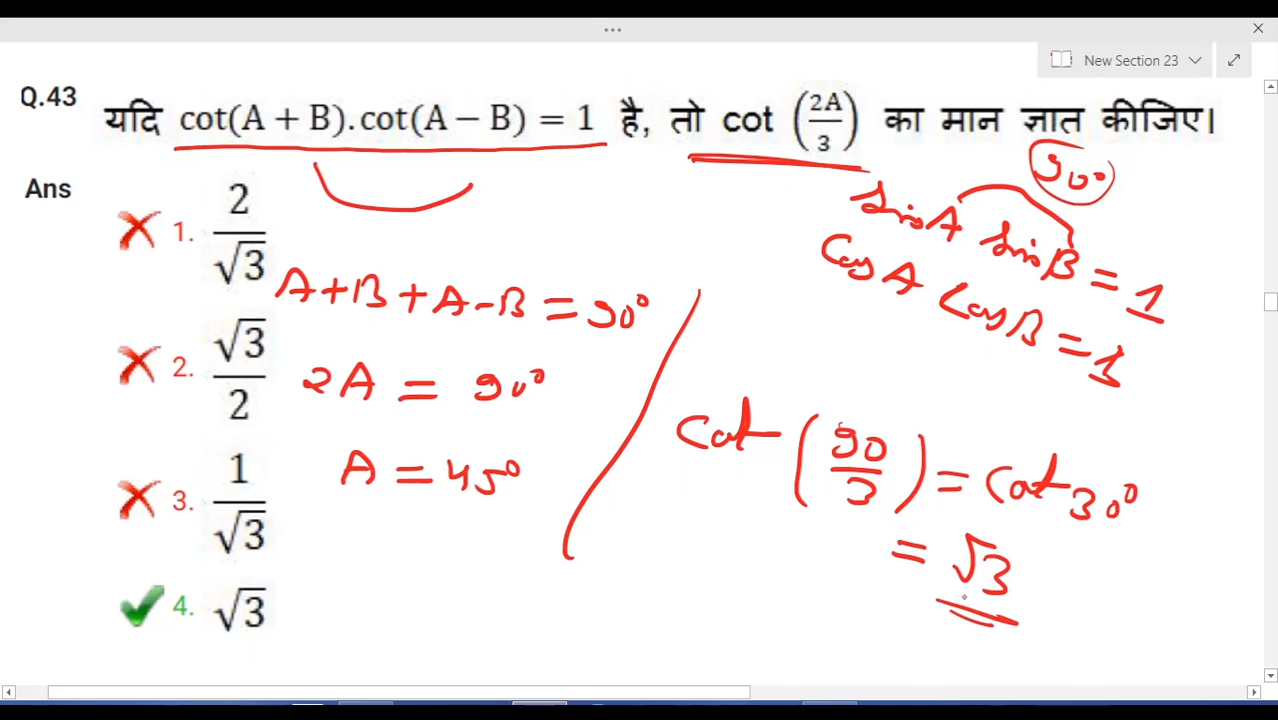 New Section 23
Q.43
यदि cot(A + B).cot(A − B) = 1 है, तो cot (2A/3) का मान ज्ञात कीजिए।
90°
Ans
1. 2/√3
2. √3/2
3. 1/√3
4. √3
A+B+A-B = 90°
2A = 90°
A = 45°
sinA sinB = 1
CosA CosB = 1
Cot (90/3) = Cot 30°
= √3